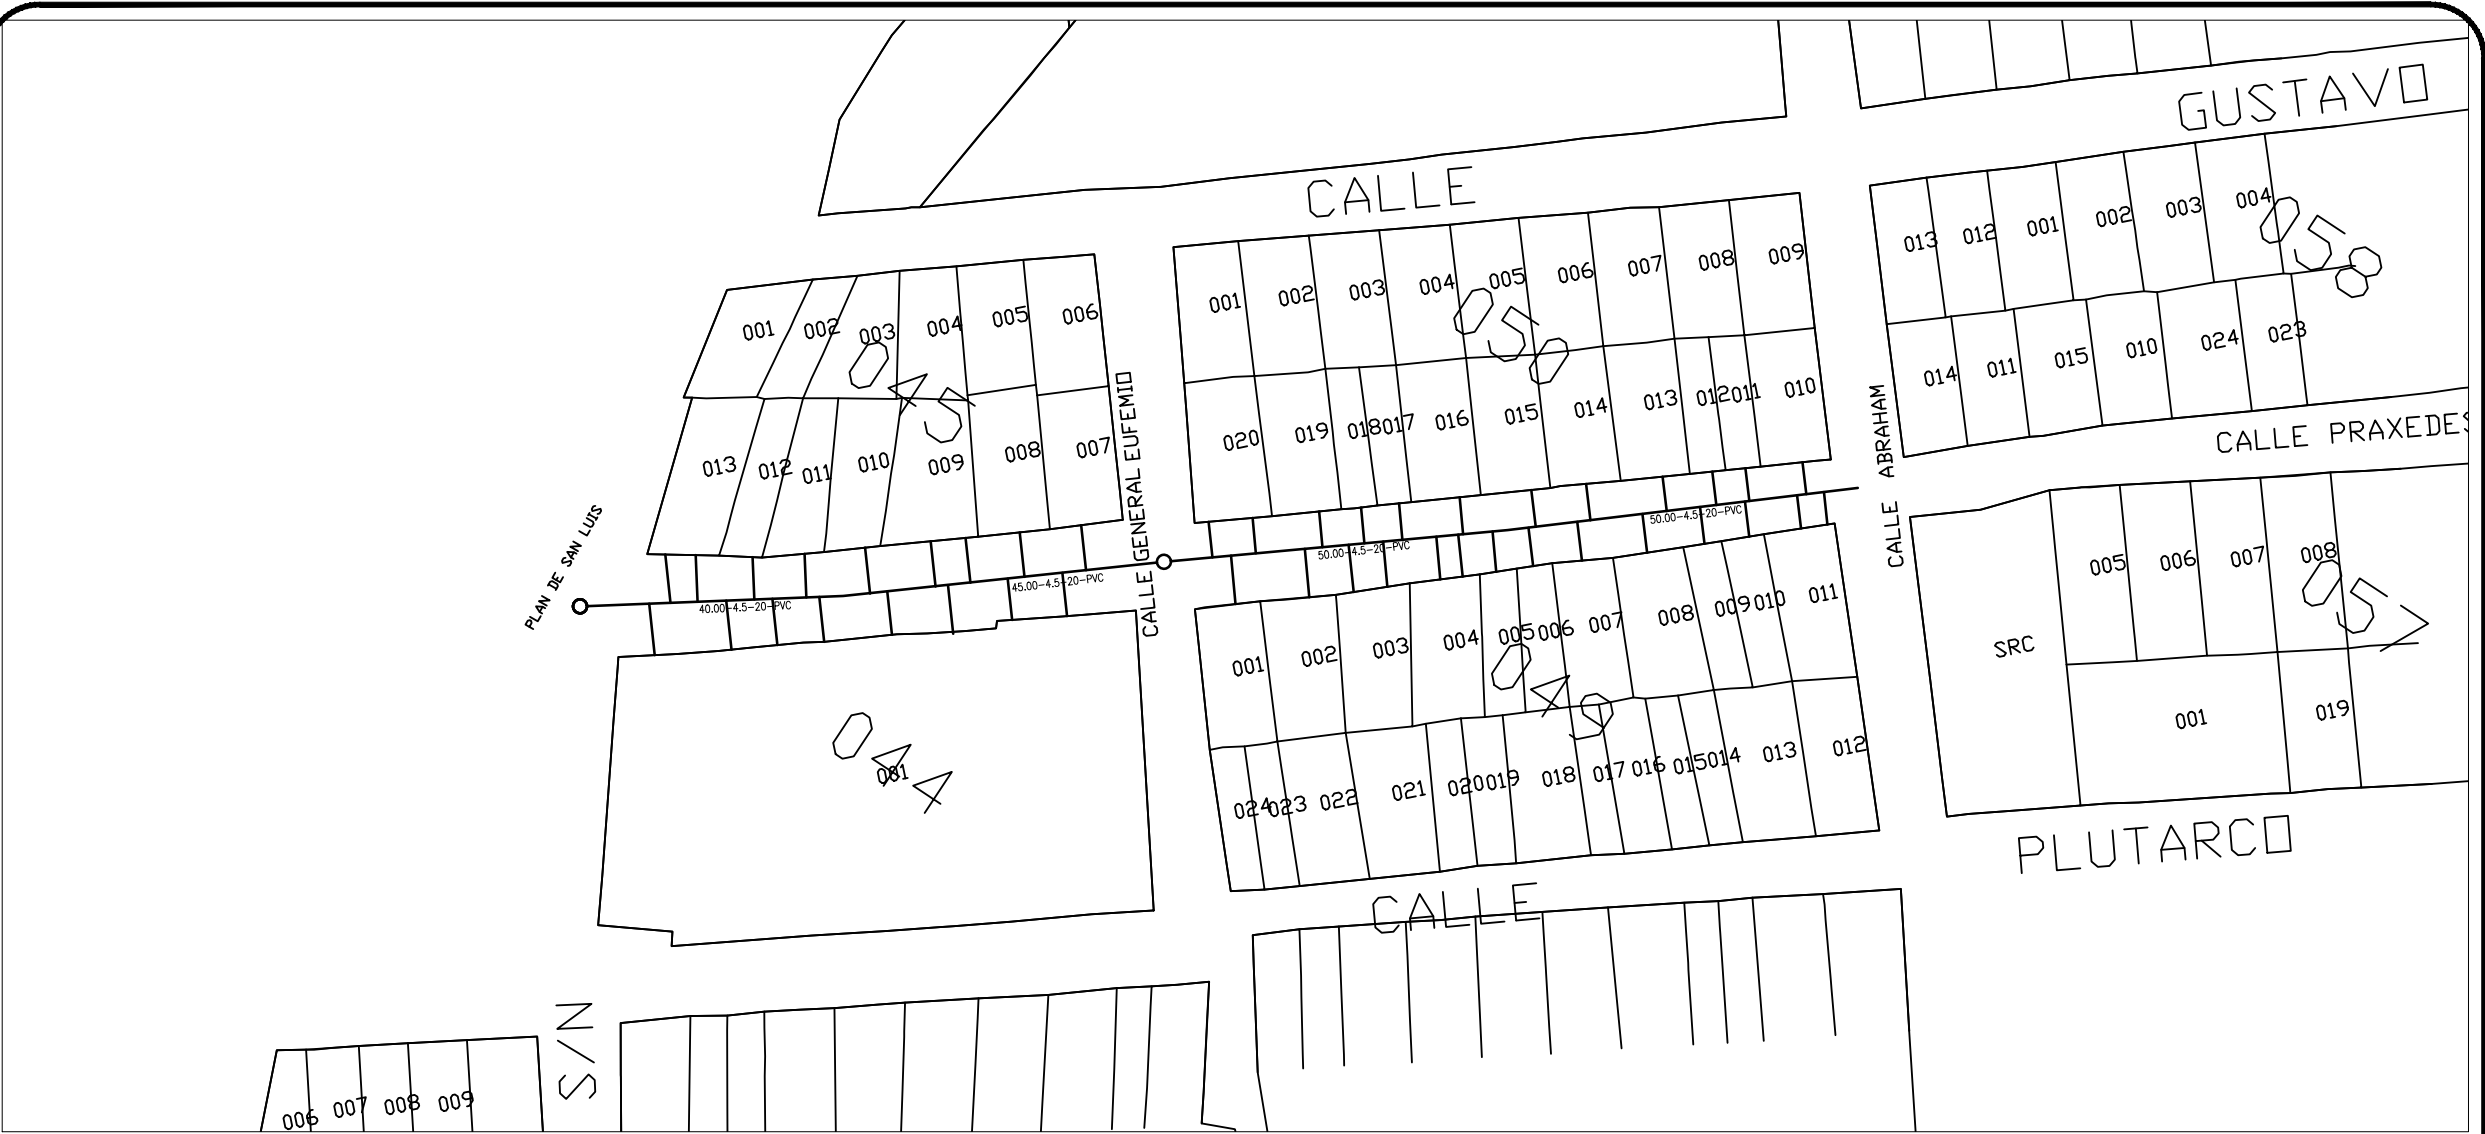 GUSTAVO
CALLE
013 012 001 002 003 004
058
014 011 015 010 024 023
001 002 003 004 005 006 007 008 009
050
020 019 018 017 016 015 014 013 012 011 010
001 002 003 004 005 006
045
013 012 011 010 009 008 007
CALLE GENERAL EUFEMIO
CALLE ABRAHAM
CALLE PRAXEDES
PLAN DE SAN LUIS
40.00-4.5-20-PVC
45.00-4.5-20-PVC
50.00-4.5-20-PVC
50.00-4.5-20-PVC
SRC
005 006 007 008
057
001 019
001 002 003 004 005 006 007 008 009 010 011
049
024 023 022 021 020 019 018 017 016 015 014 013 012
044
001
PLUTARCO
CALLE
S/N
006 007 008 009